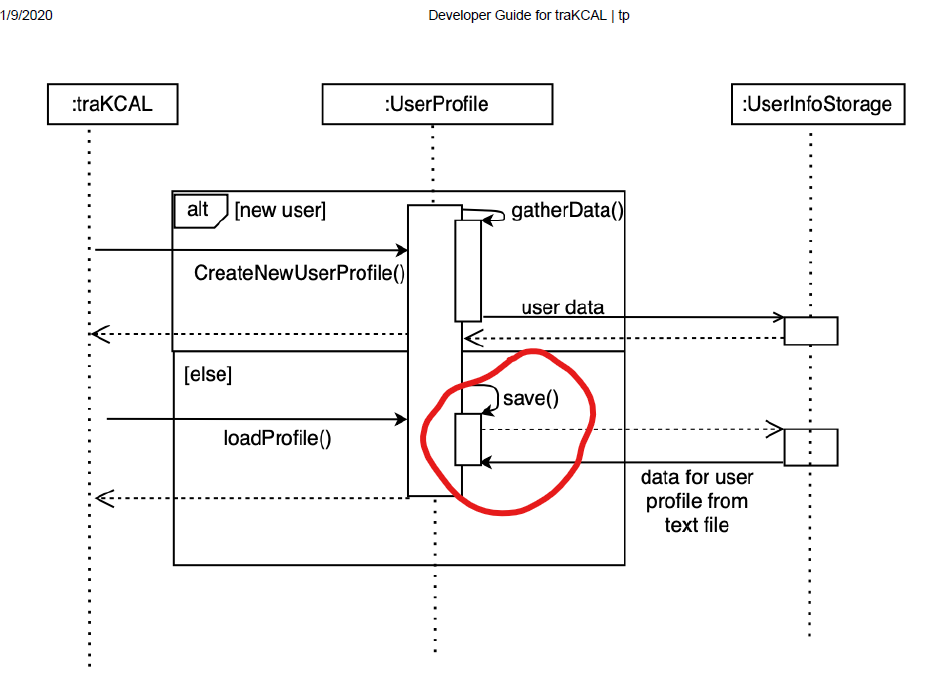 1/9/2020
Developer Guide for traKCAL | tp
:traKCAL
:UserProfile
:UserInfoStorage
alt
[new user]
gatherData()
CreateNewUserProfile()
user data
[else]
save()
loadProfile()
data for user
profile from
text file